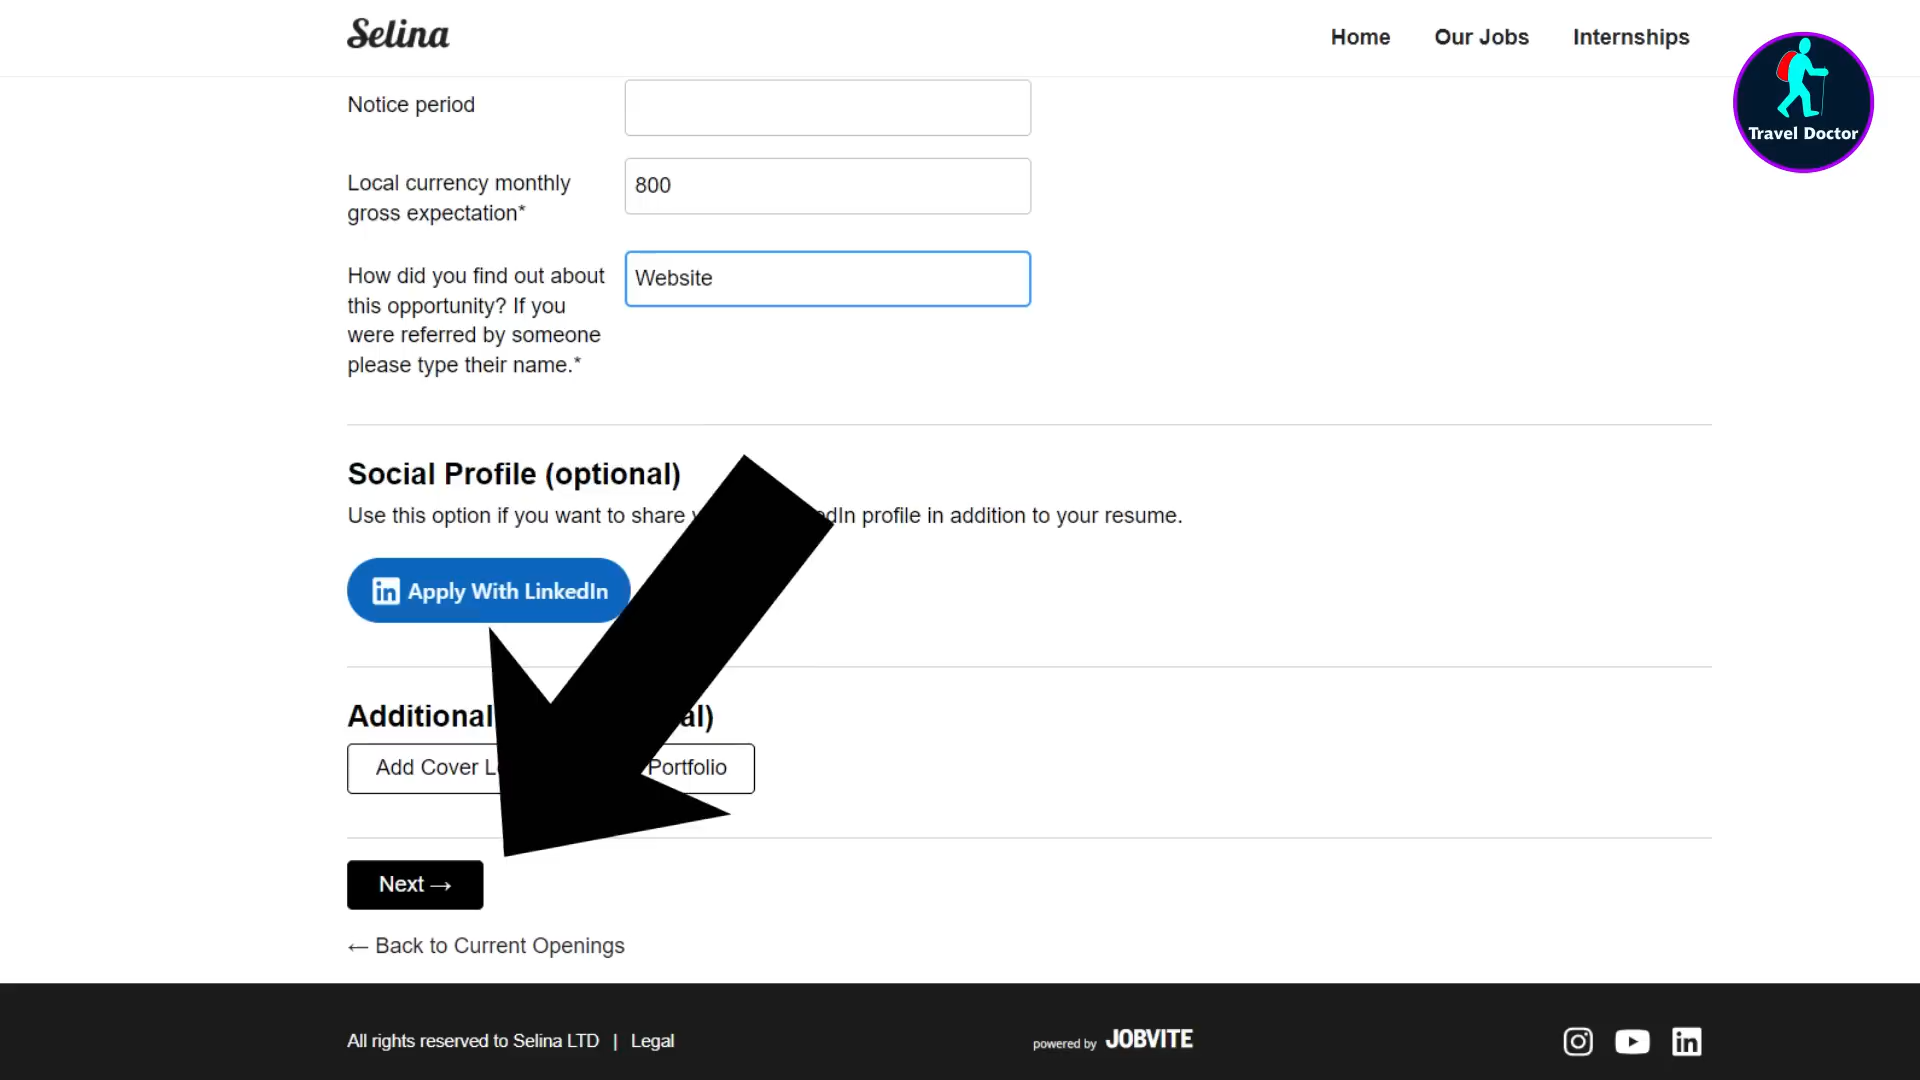 Selina
Home Our Jobs Internships
Travel Doctor
Notice period
Local currency monthly
gross expectation*
800
How did you find out about
this opportunity? If you
were referred by someone
please type their name.*
Website
Social Profile (optional)
Use this option if you want to share edIn profile in addition to your resume.
in Apply With LinkedIn
Additional al)
Add Cover L Portfolio
Next →
← Back to Current Openings
All rights reserved to Selina LTD | Legal
powered by JOBVITE
in